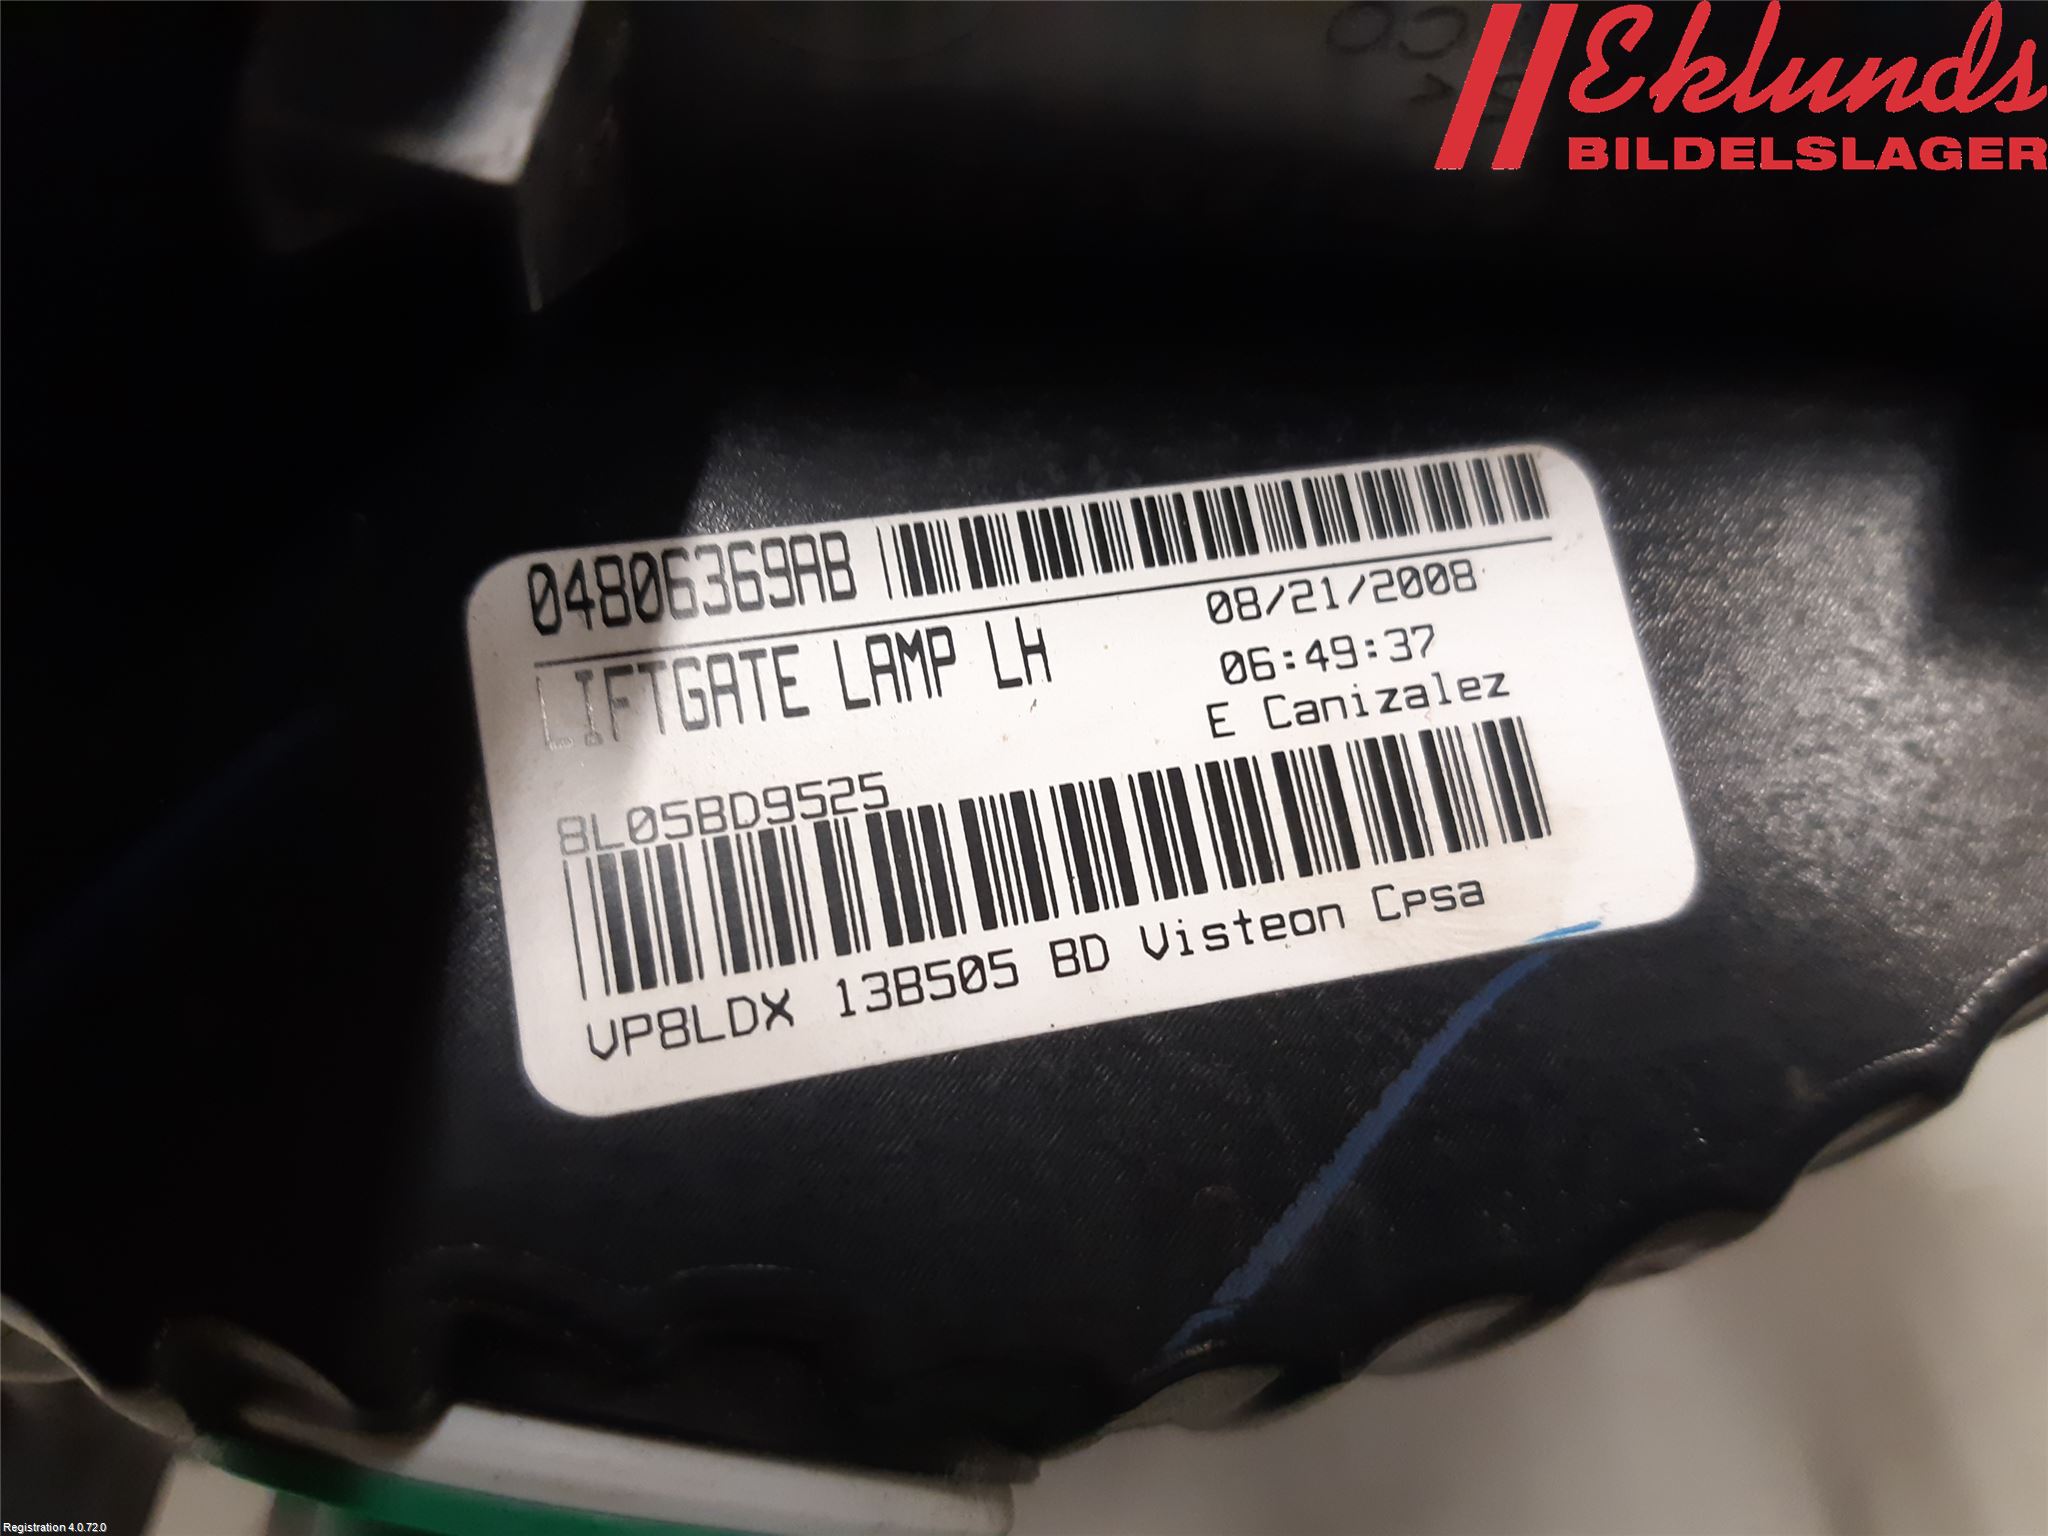 Eklunds
BILDELSLAGER
04806369AB
LIFTGATE LAMP LH
08/21/2008
06:49:37
E Canizalez
8L05BD9525
VP8LDX 13B505 BD Visteon Cpsa
Registration 4.0.72.0